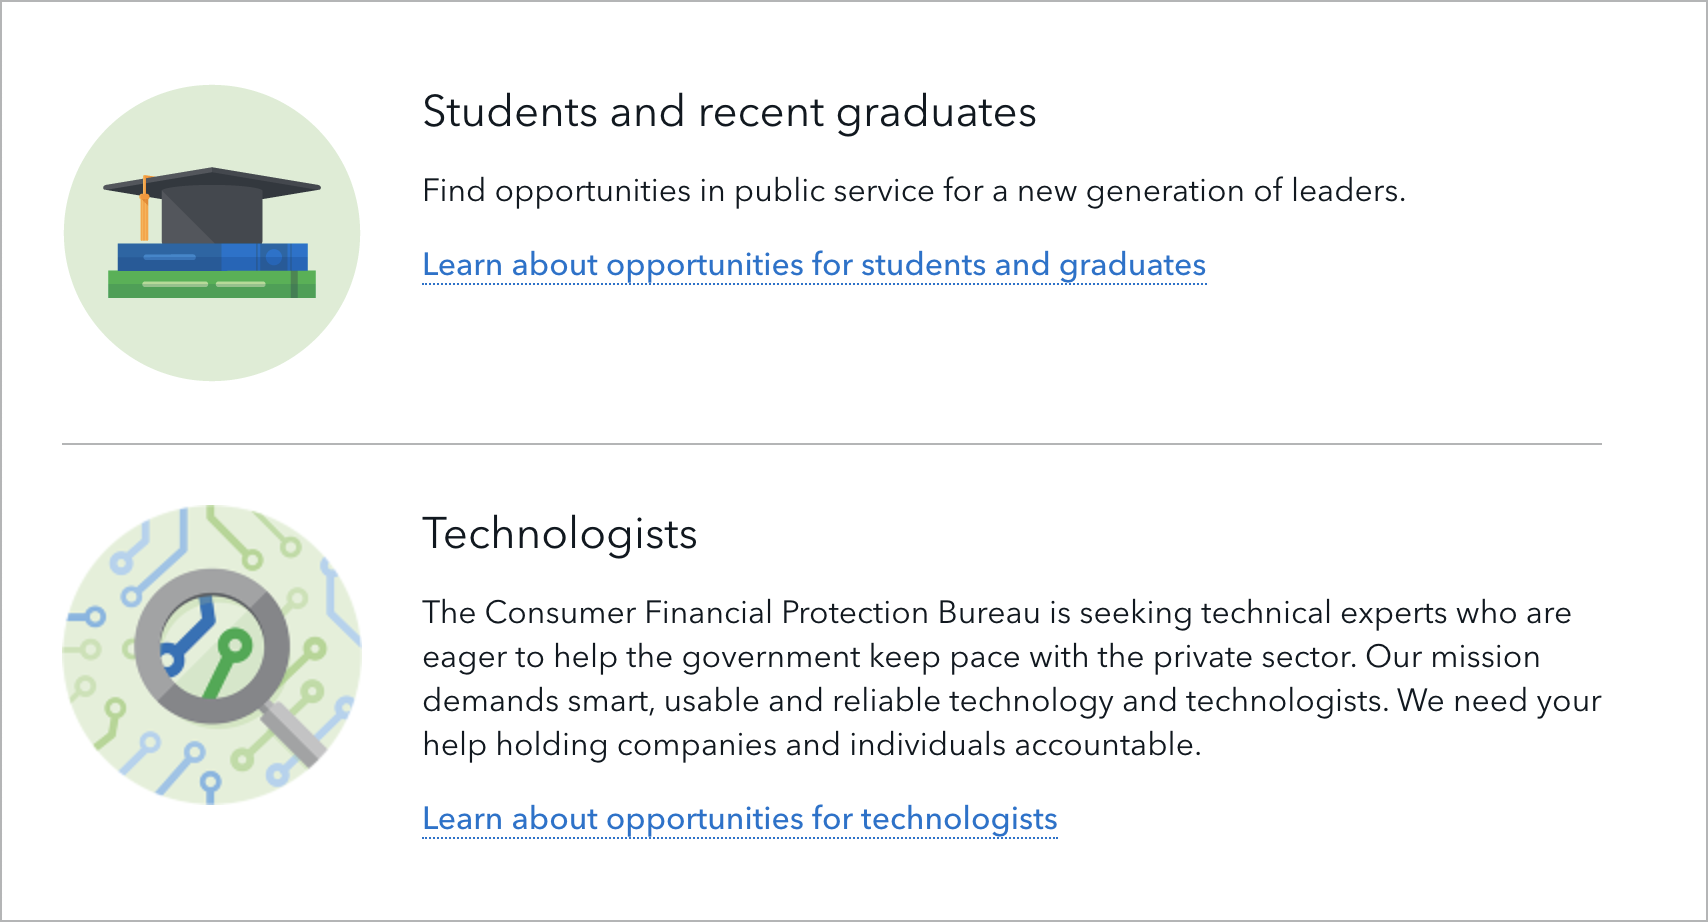 Students and recent graduates
Find opportunities in public service for a new generation of leaders.
Learn about opportunities for students and graduates
Technologists
The Consumer Financial Protection Bureau is seeking technical experts who are
eager to help the government keep pace with the private sector. Our mission
demands smart, usable and reliable technology and technologists. We need your
help holding companies and individuals accountable.
Learn about opportunities for technologists